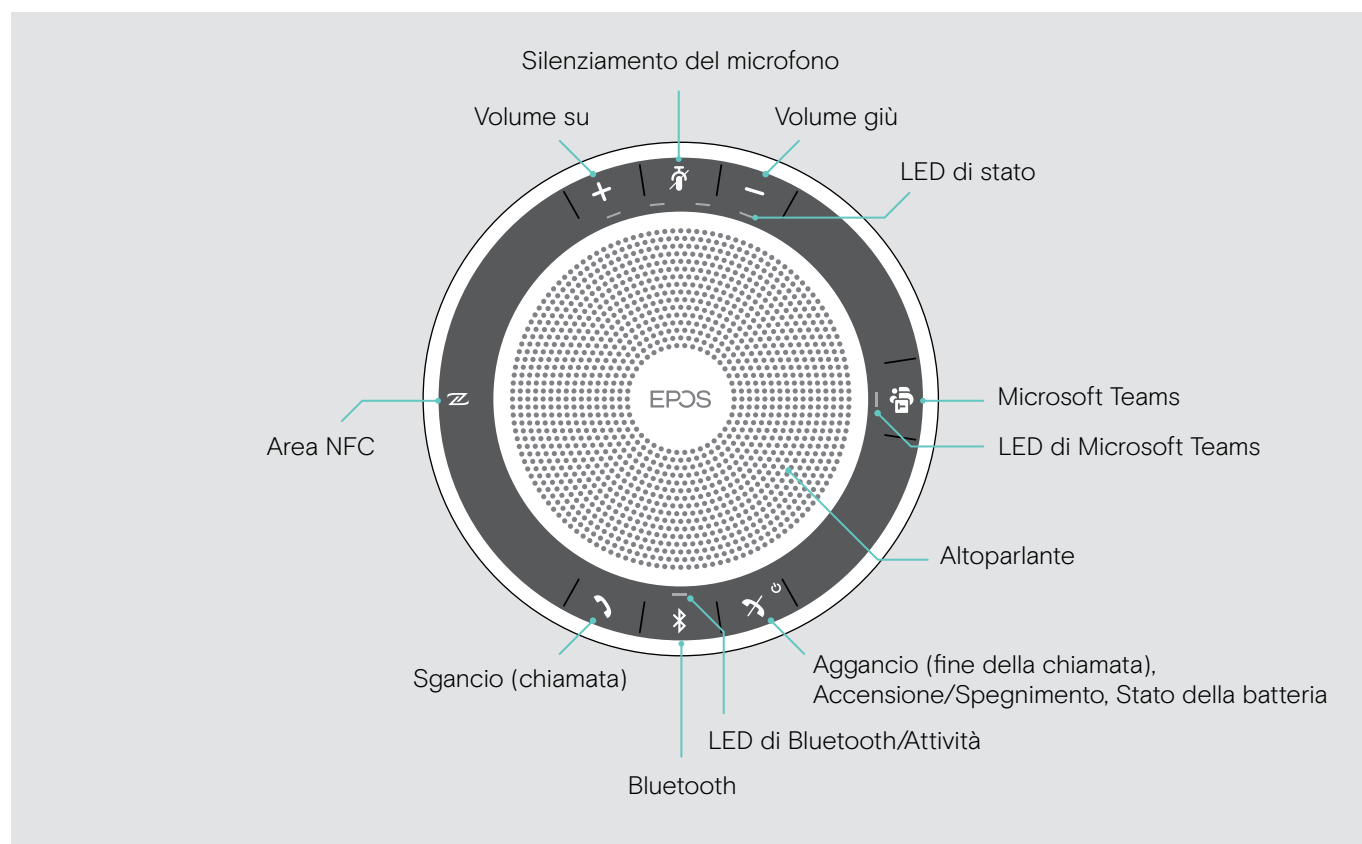 Silenziamento del microfono
Volume su
Volume giù
LED di stato
EPOS
Microsoft Teams
LED di Microsoft Teams
Area NFC
Altoparlante
Sgancio (chiamata)
Aggancio (fine della chiamata),
Accensione/Spegnimento, Stato della batteria
LED di Bluetooth/Attività
Bluetooth